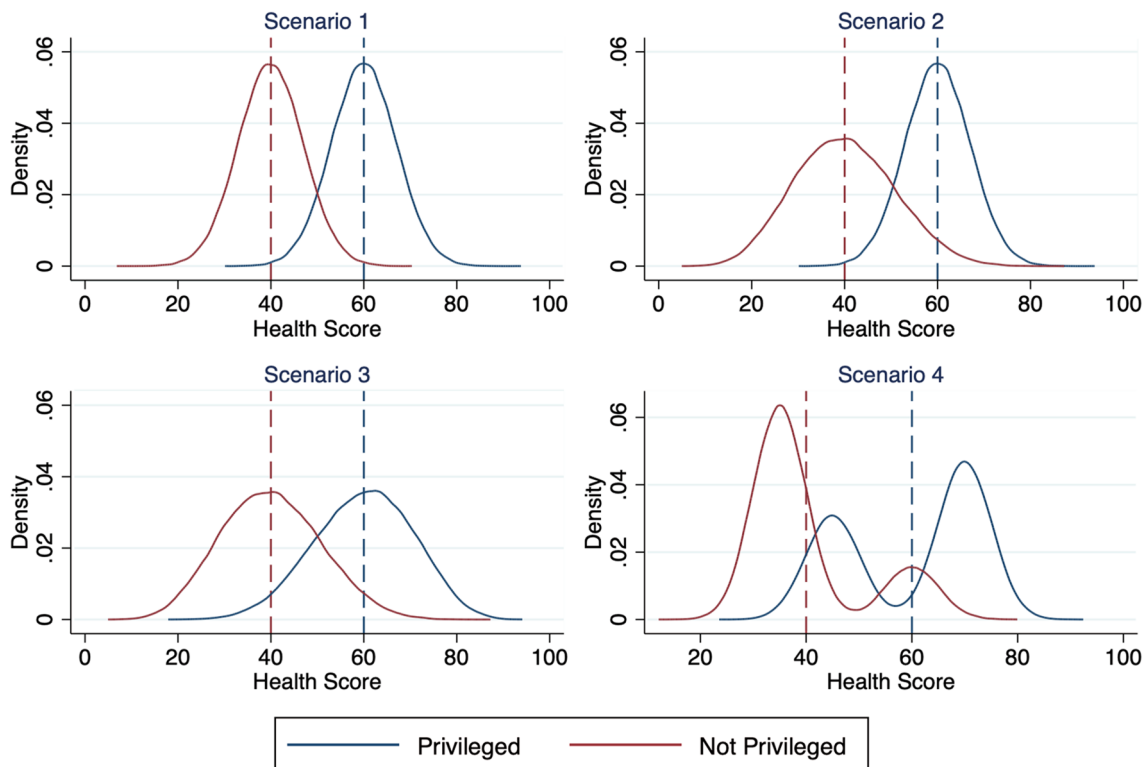 Scenario 1
.06
.04
.02
0
Density
0 20 40 60 80 100
Health Score
Scenario 2
.06
.04
.02
0
Density
0 20 40 60 80 100
Health Score
Scenario 3
.06
.04
.02
0
Density
0 20 40 60 80 100
Health Score
Scenario 4
.06
.04
.02
0
Density
20 40 60 80 100
Health Score
Privileged Not Privileged